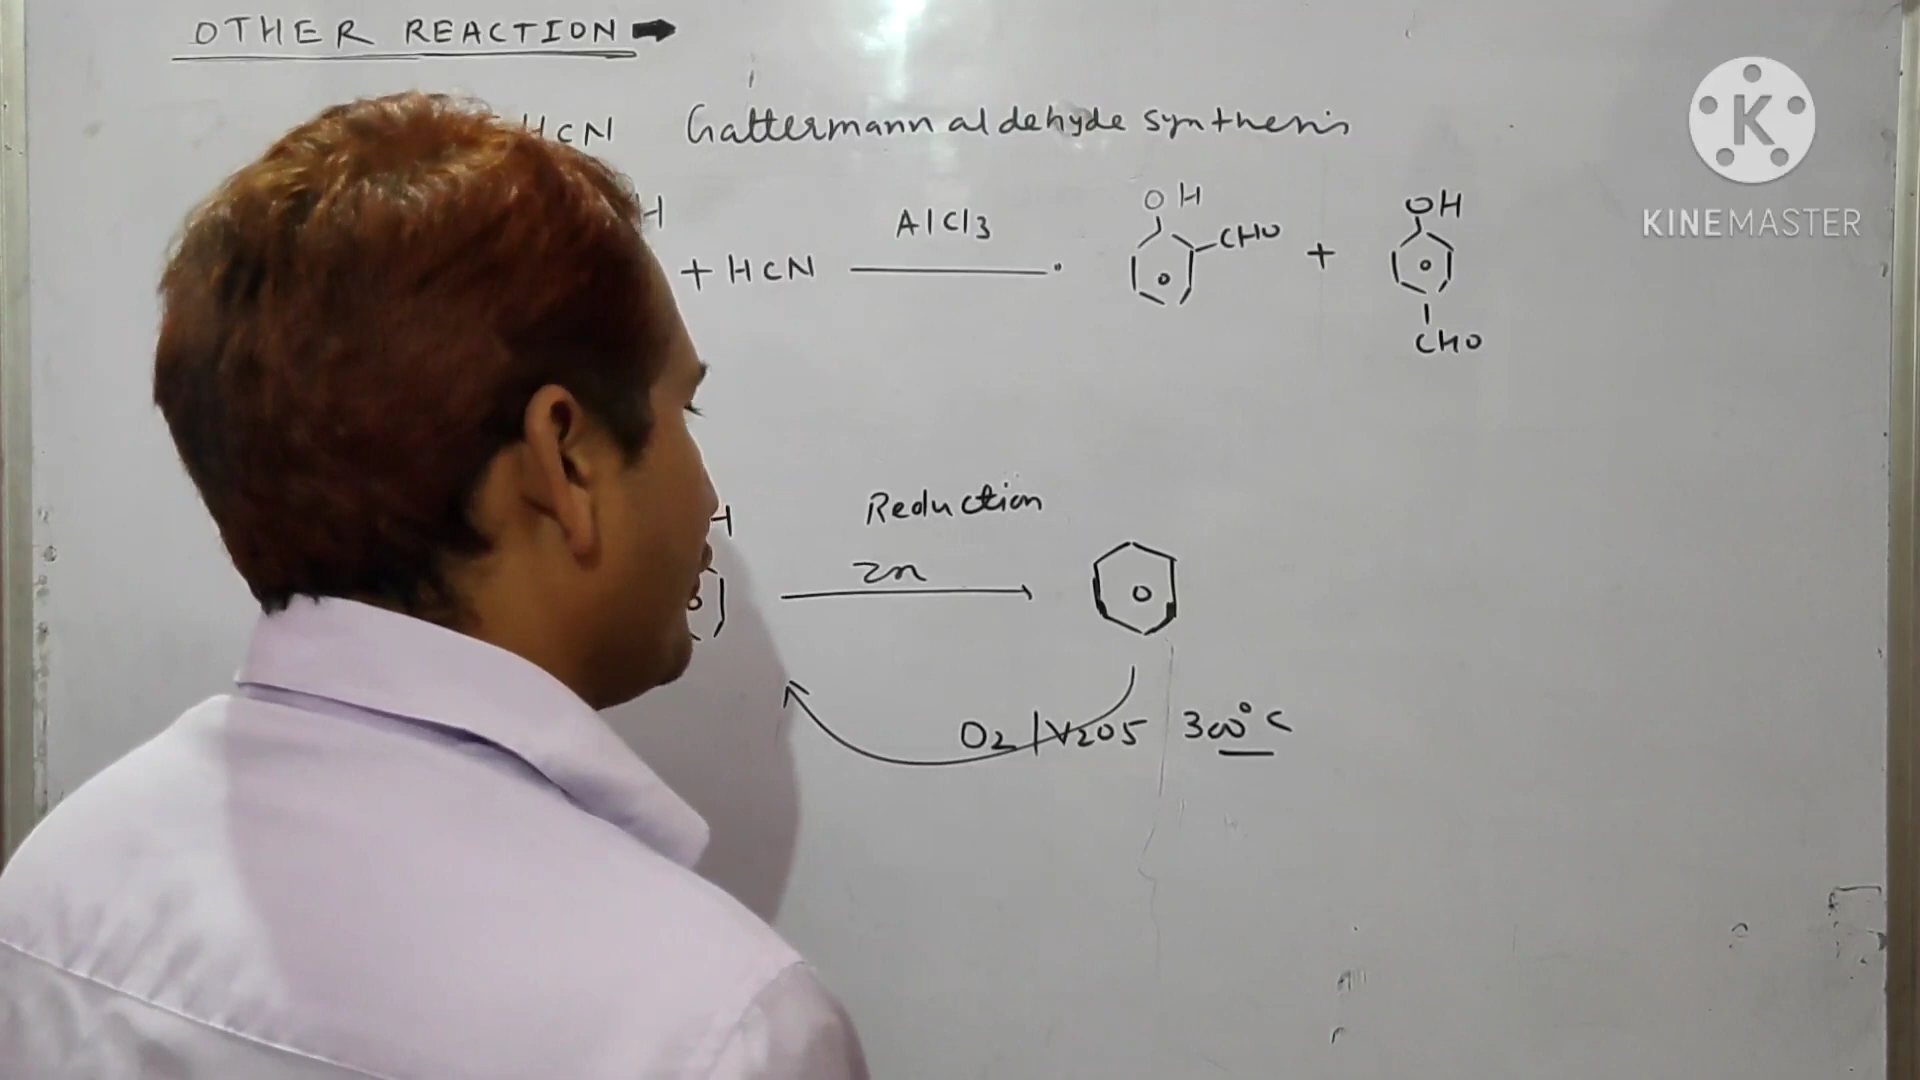 OTHER REACTION →
HCN Gattermann aldehyde synthesis
H + HCN AlCl3 OH CHO + OH CHO
H Reduction
Zn
O2 | V2O5 300°C
K
KINEMASTER